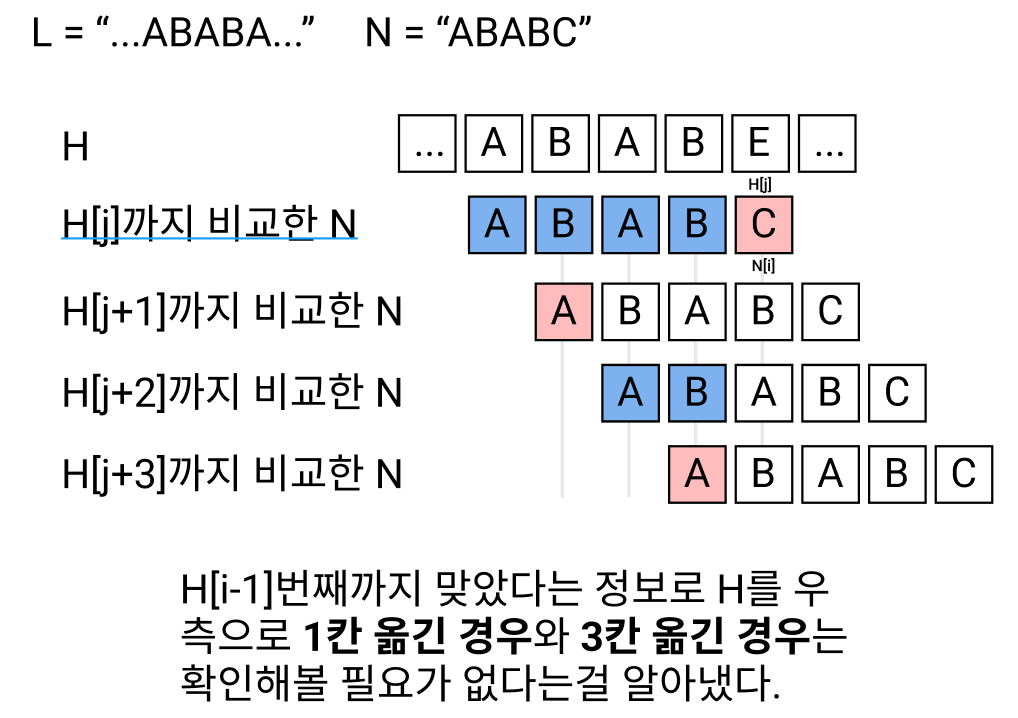 L = “...ABABA...” N = “ABABC”
H ... A B A B E ...
H[j]
H[j]까지 비교한 N A B A B C
N[i]
H[j+1]까지 비교한 N A B A B C
H[j+2]까지 비교한 N A B A B C
H[j+3]까지 비교한 N A B A B C
H[i-1]번째까지 맞았다는 정보로 H를 우
측으로 1칸 옮긴 경우와 3칸 옮긴 경우는
확인해볼 필요가 없다는걸 알아냈다.